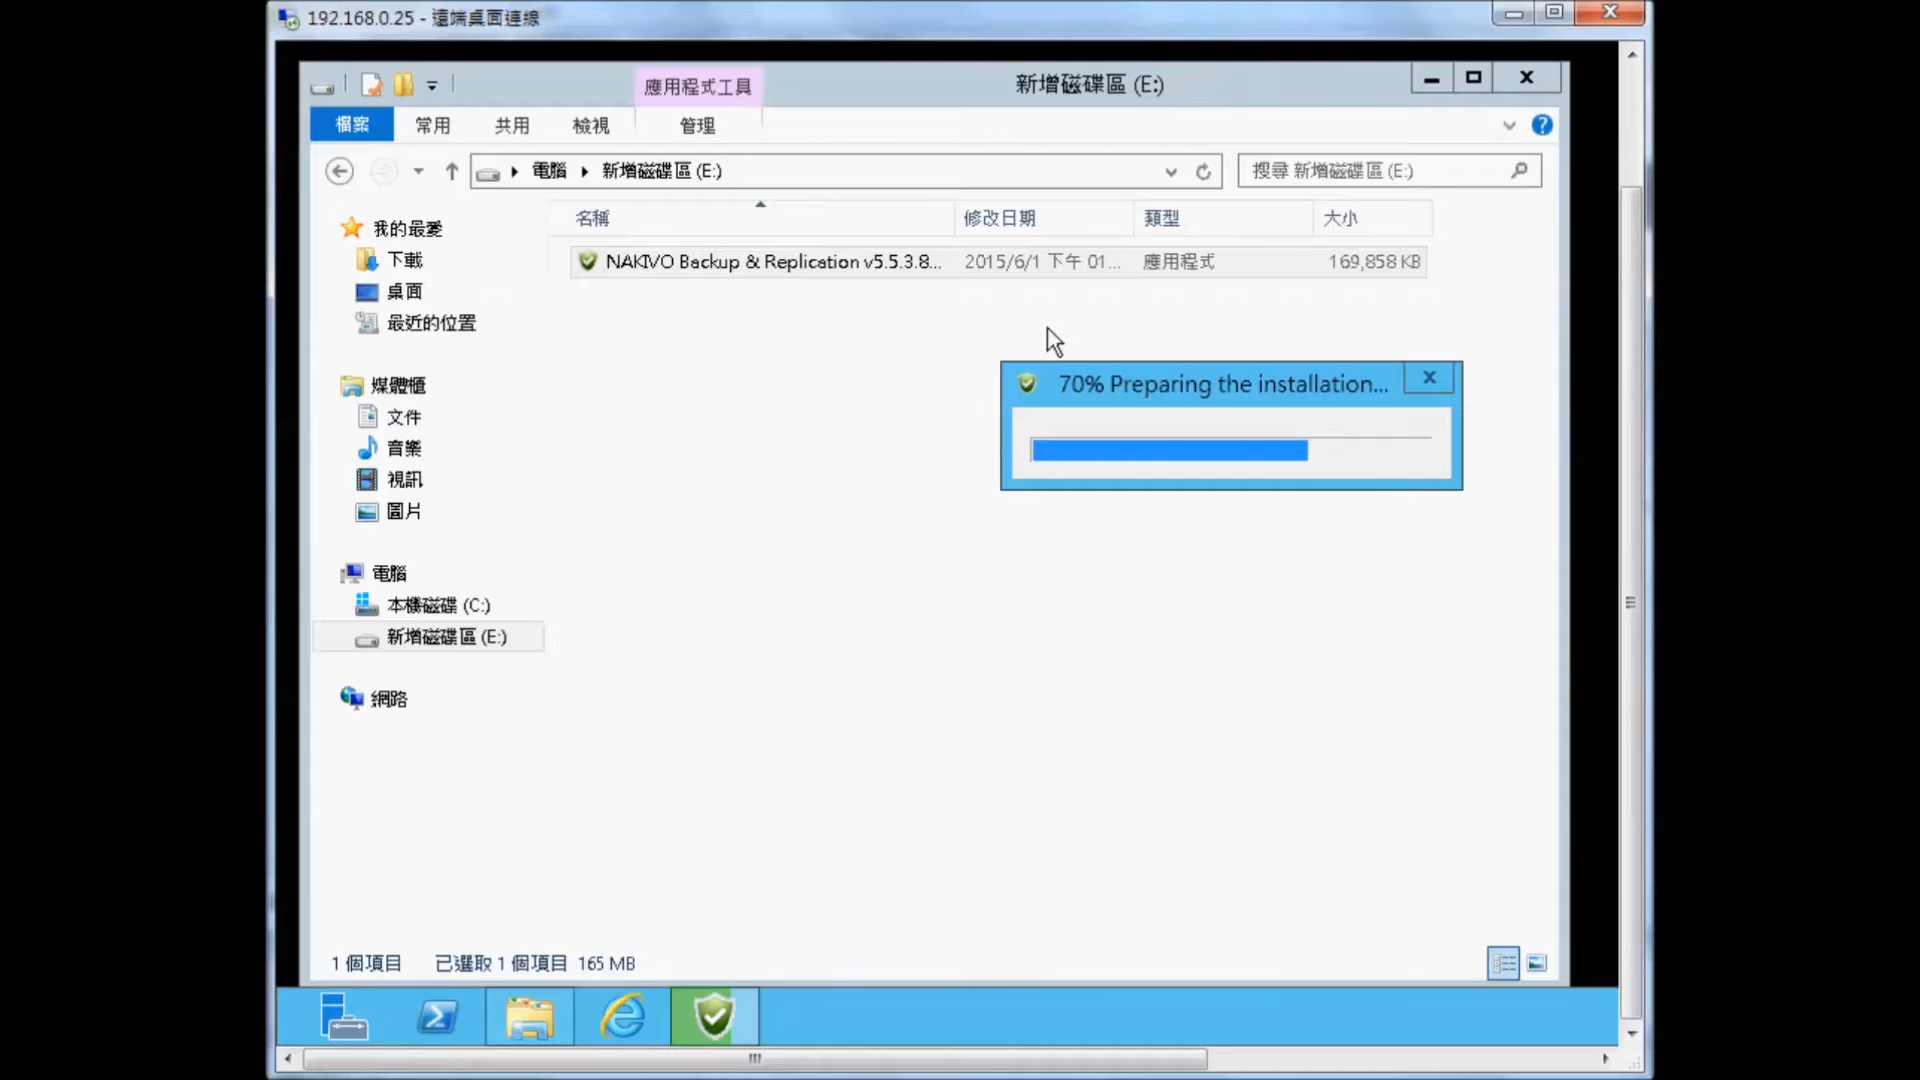 192.168.0.25 - 遠端桌面連線
應用程式工具
新增磁碟區 (E:)
檔案
常用
共用
檢視
管理
電腦
新增磁碟區 (E:)
搜尋 新增磁碟區 (E:)
名稱
修改日期
類型
大小
NAKIVO Backup & Replication v5.5.3.8...
2015/6/1 下午 01...
應用程式
169,858 KB
我的最愛
下載
桌面
最近的位置
媒體櫃
文件
音樂
視訊
圖片
電腦
本機磁碟 (C:)
新增磁碟區 (E:)
網路
70% Preparing the installation...
1 個項目
已選取 1 個項目 165 MB